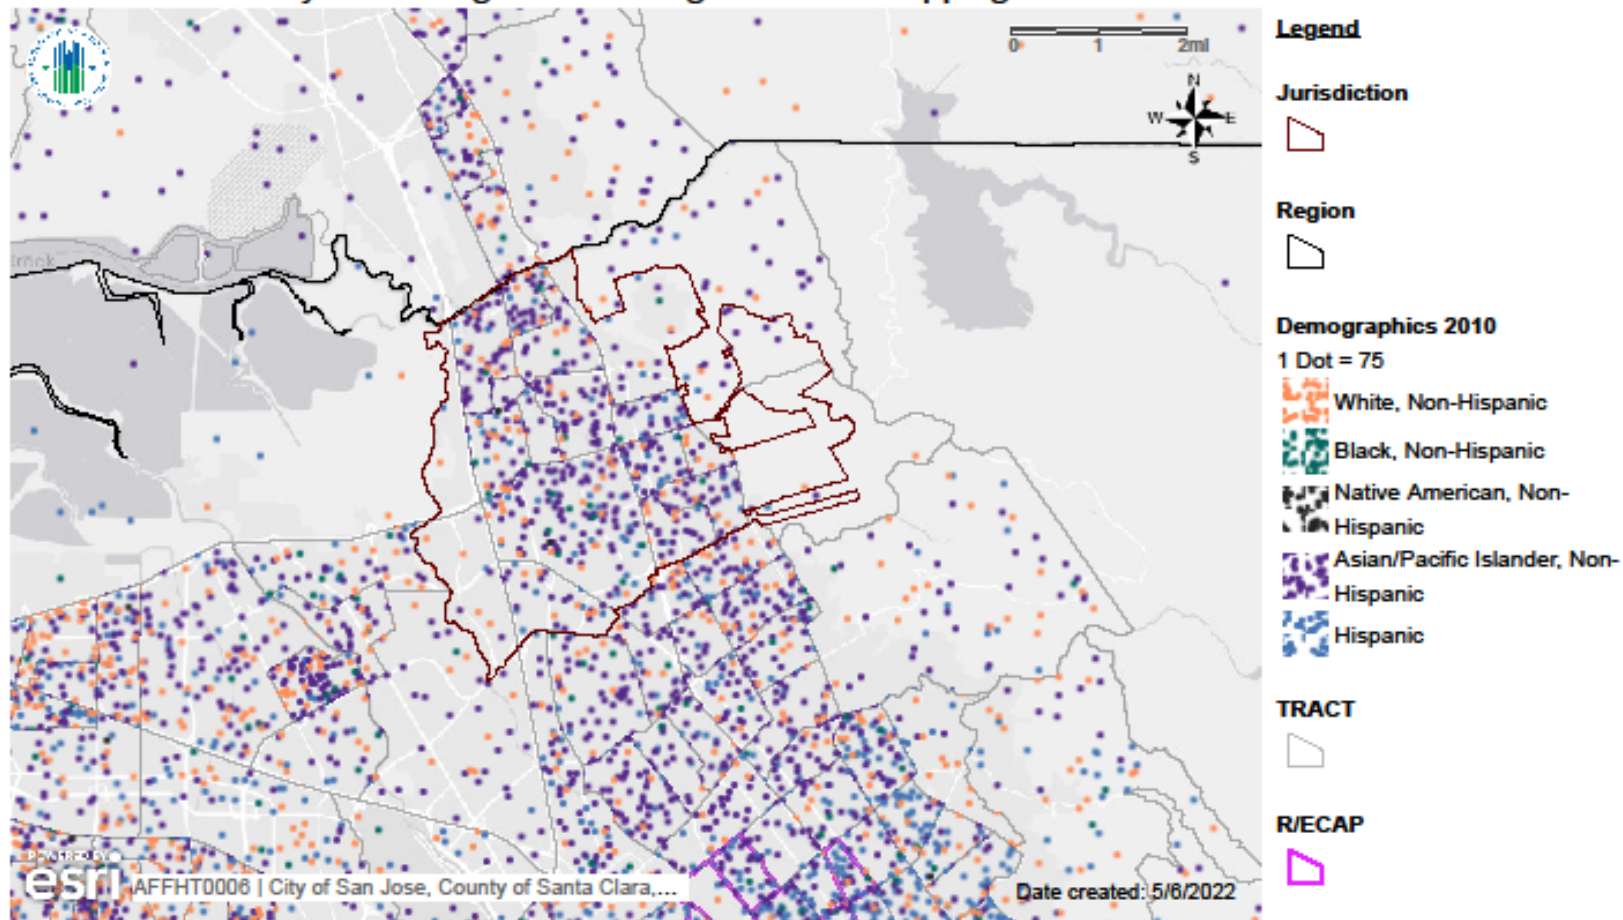 0 1 2mi
N
W E
S
Legend
Jurisdiction
Region
Demographics 2010
1 Dot = 75
White, Non-Hispanic
Black, Non-Hispanic
Native American, Non-
Hispanic
Asian/Pacific Islander, Non-
Hispanic
Hispanic
TRACT
R/ECAP
POWERED BY
esri
AFFHT0006 | City of San Jose, County of Santa Clara,...
Date created: 5/6/2022